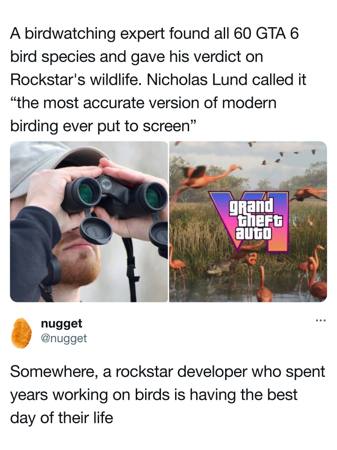 A birdwatching expert found all 60 GTA 6
bird species and gave his verdict on
Rockstar's wildlife. Nicholas Lund called it
“the most accurate version of modern
birding ever put to screen”
grand
theft
auto
VI
nugget
...
@nugget
Somewhere, a rockstar developer who spent
years working on birds is having the best
day of their life